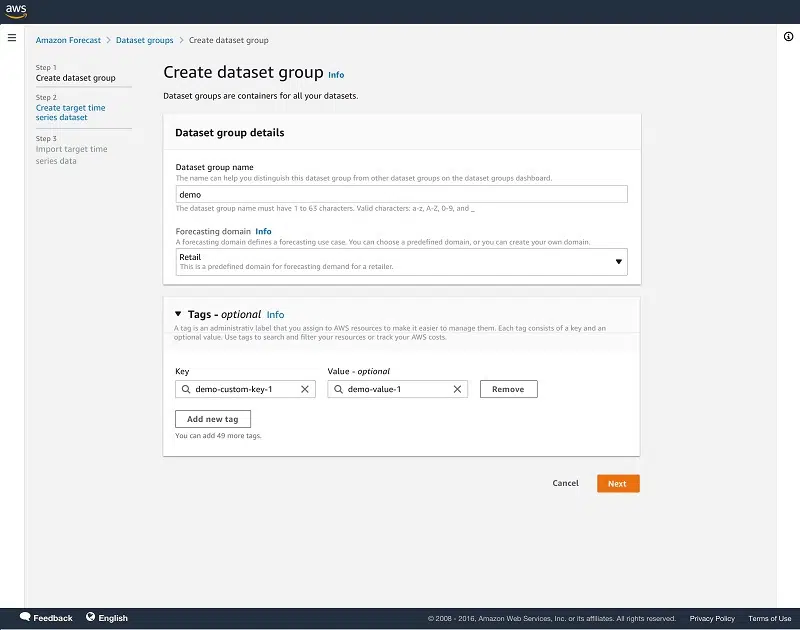 aws
Amazon Forecast > Dataset groups > Create dataset group
Step 1
Create dataset group
Step 2
Create target time
series dataset
Step 3
Import target time
series data
Create dataset group Info
Dataset groups are containers for all your datasets.
Dataset group details
Dataset group name
The name can help you distinguish this dataset group from other dataset groups on the dataset groups dashboard.
demo
The dataset group name must have 1 to 63 characters. Valid characters: a-z, A-Z, 0-9, and _
Forecasting domain Info
A forecasting domain defines a forecasting use case. You can choose a predefined domain, or you can create your own domain.
Retail
This is a predefined domain for forecasting demand for a retailer.
Tags - optional Info
A tag is an administrativ label that you assign to AWS resources to make it easier to manage them. Each tag consists of a key and an
optional value. Use tags to search and filter your resources or track your AWS costs.
Key Value - optional
demo-custom-key-1 demo-value-1 Remove
Add new tag
You can add 49 more tags.
Cancel Next
Feedback English © 2008 - 2016, Amazon Web Services, Inc. or its affiliates. All rights reserved. Privacy Policy Terms of Use